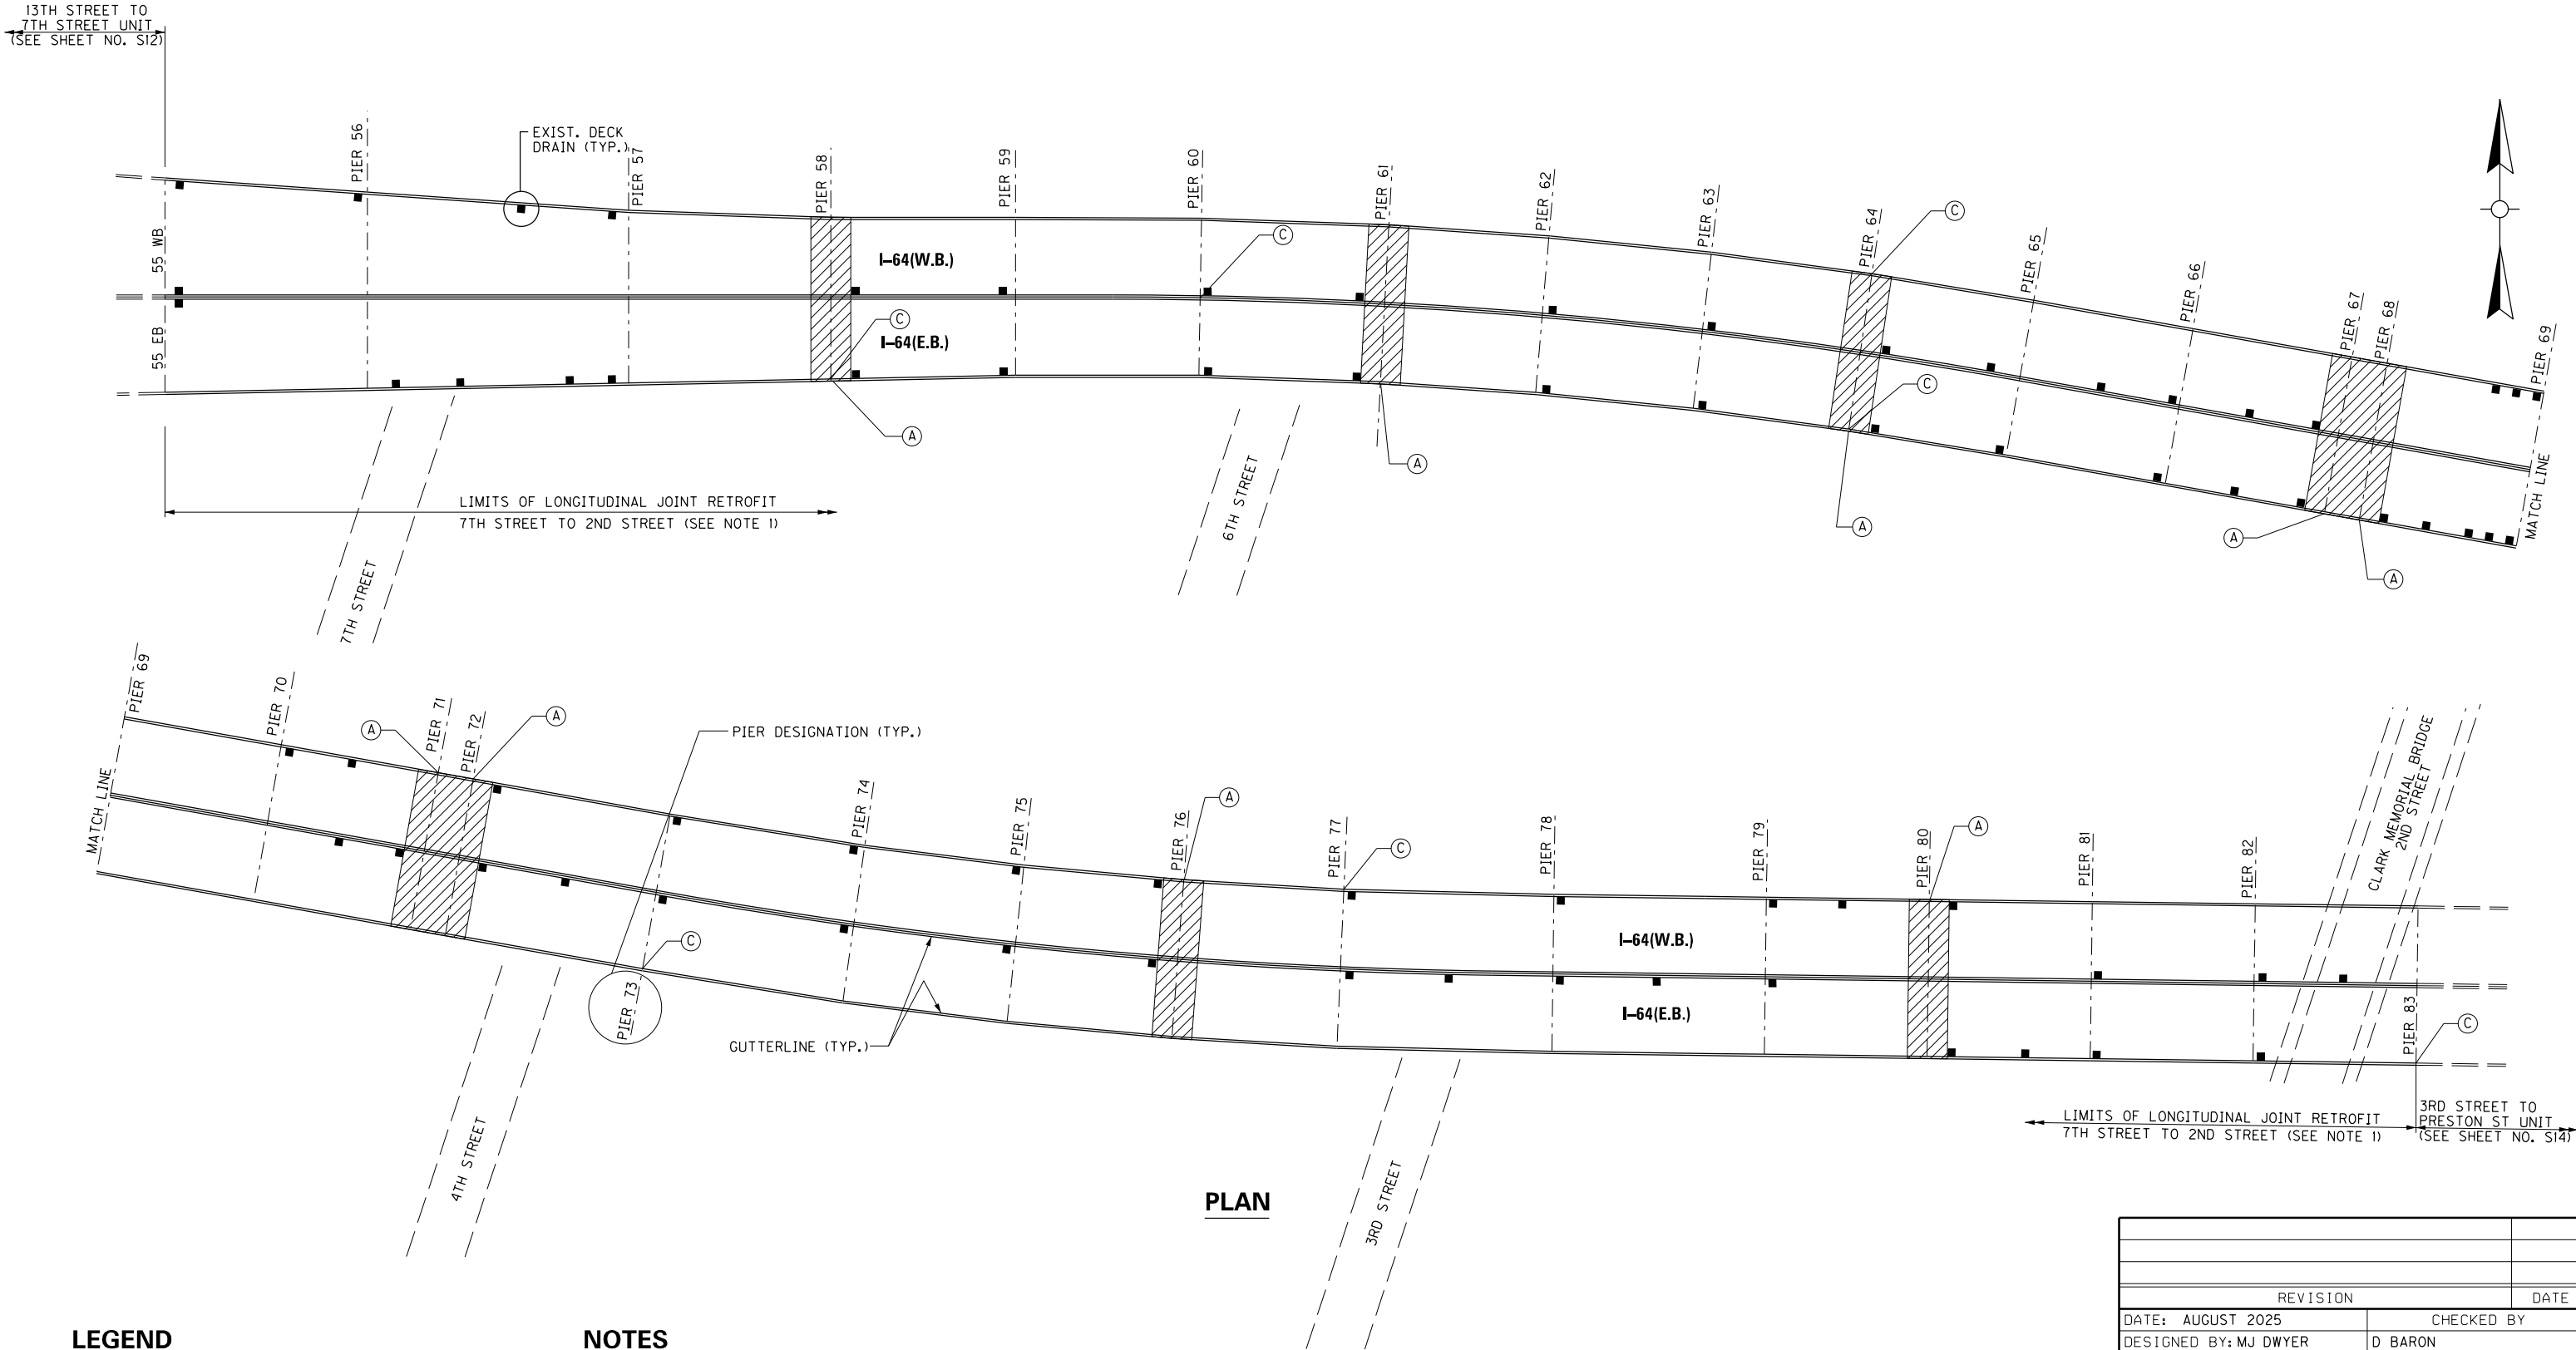 13TH STREET TO
7TH STREET UNIT
(SEE SHEET NO. S12)
EXIST. DECK
DRAIN (TYP.)
PIER 56
PIER 57
PIER 58
PIER 59
PIER 60
PIER 61
PIER 62
PIER 63
PIER 64
PIER 65
PIER 66
PIER 67
PIER 68
PIER 69
55 WB
55 EB
I-64(W.B.)
I-64(E.B.)
C
C
C
C
A
A
A
A
A
MATCH LINE
LIMITS OF LONGITUDINAL JOINT RETROFIT
7TH STREET TO 2ND STREET (SEE NOTE 1)
7TH STREET
6TH STREET
PIER 69
PIER 70
PIER 71
PIER 72
PIER 74
PIER 75
PIER 76
PIER 77
PIER 78
PIER 79
PIER 80
PIER 81
PIER 82
A
A
PIER DESIGNATION (TYP.)
A
C
A
CLARK MEMORIAL BRIDGE
2ND STREET
MATCH LINE
C
PIER 73
GUTTERLINE (TYP.)
I-64(W.B.)
I-64(E.B.)
PIER 83
C
LIMITS OF LONGITUDINAL JOINT RETROFIT
7TH STREET TO 2ND STREET (SEE NOTE 1)
3RD STREET TO
PRESTON ST UNIT
(SEE SHEET NO. S14)
4TH STREET
3RD STREET
PLAN
REVISION
DATE
DATE: AUGUST 2025
CHECKED BY
DESIGNED BY: MJ DWYER
D BARON
LEGEND
NOTES